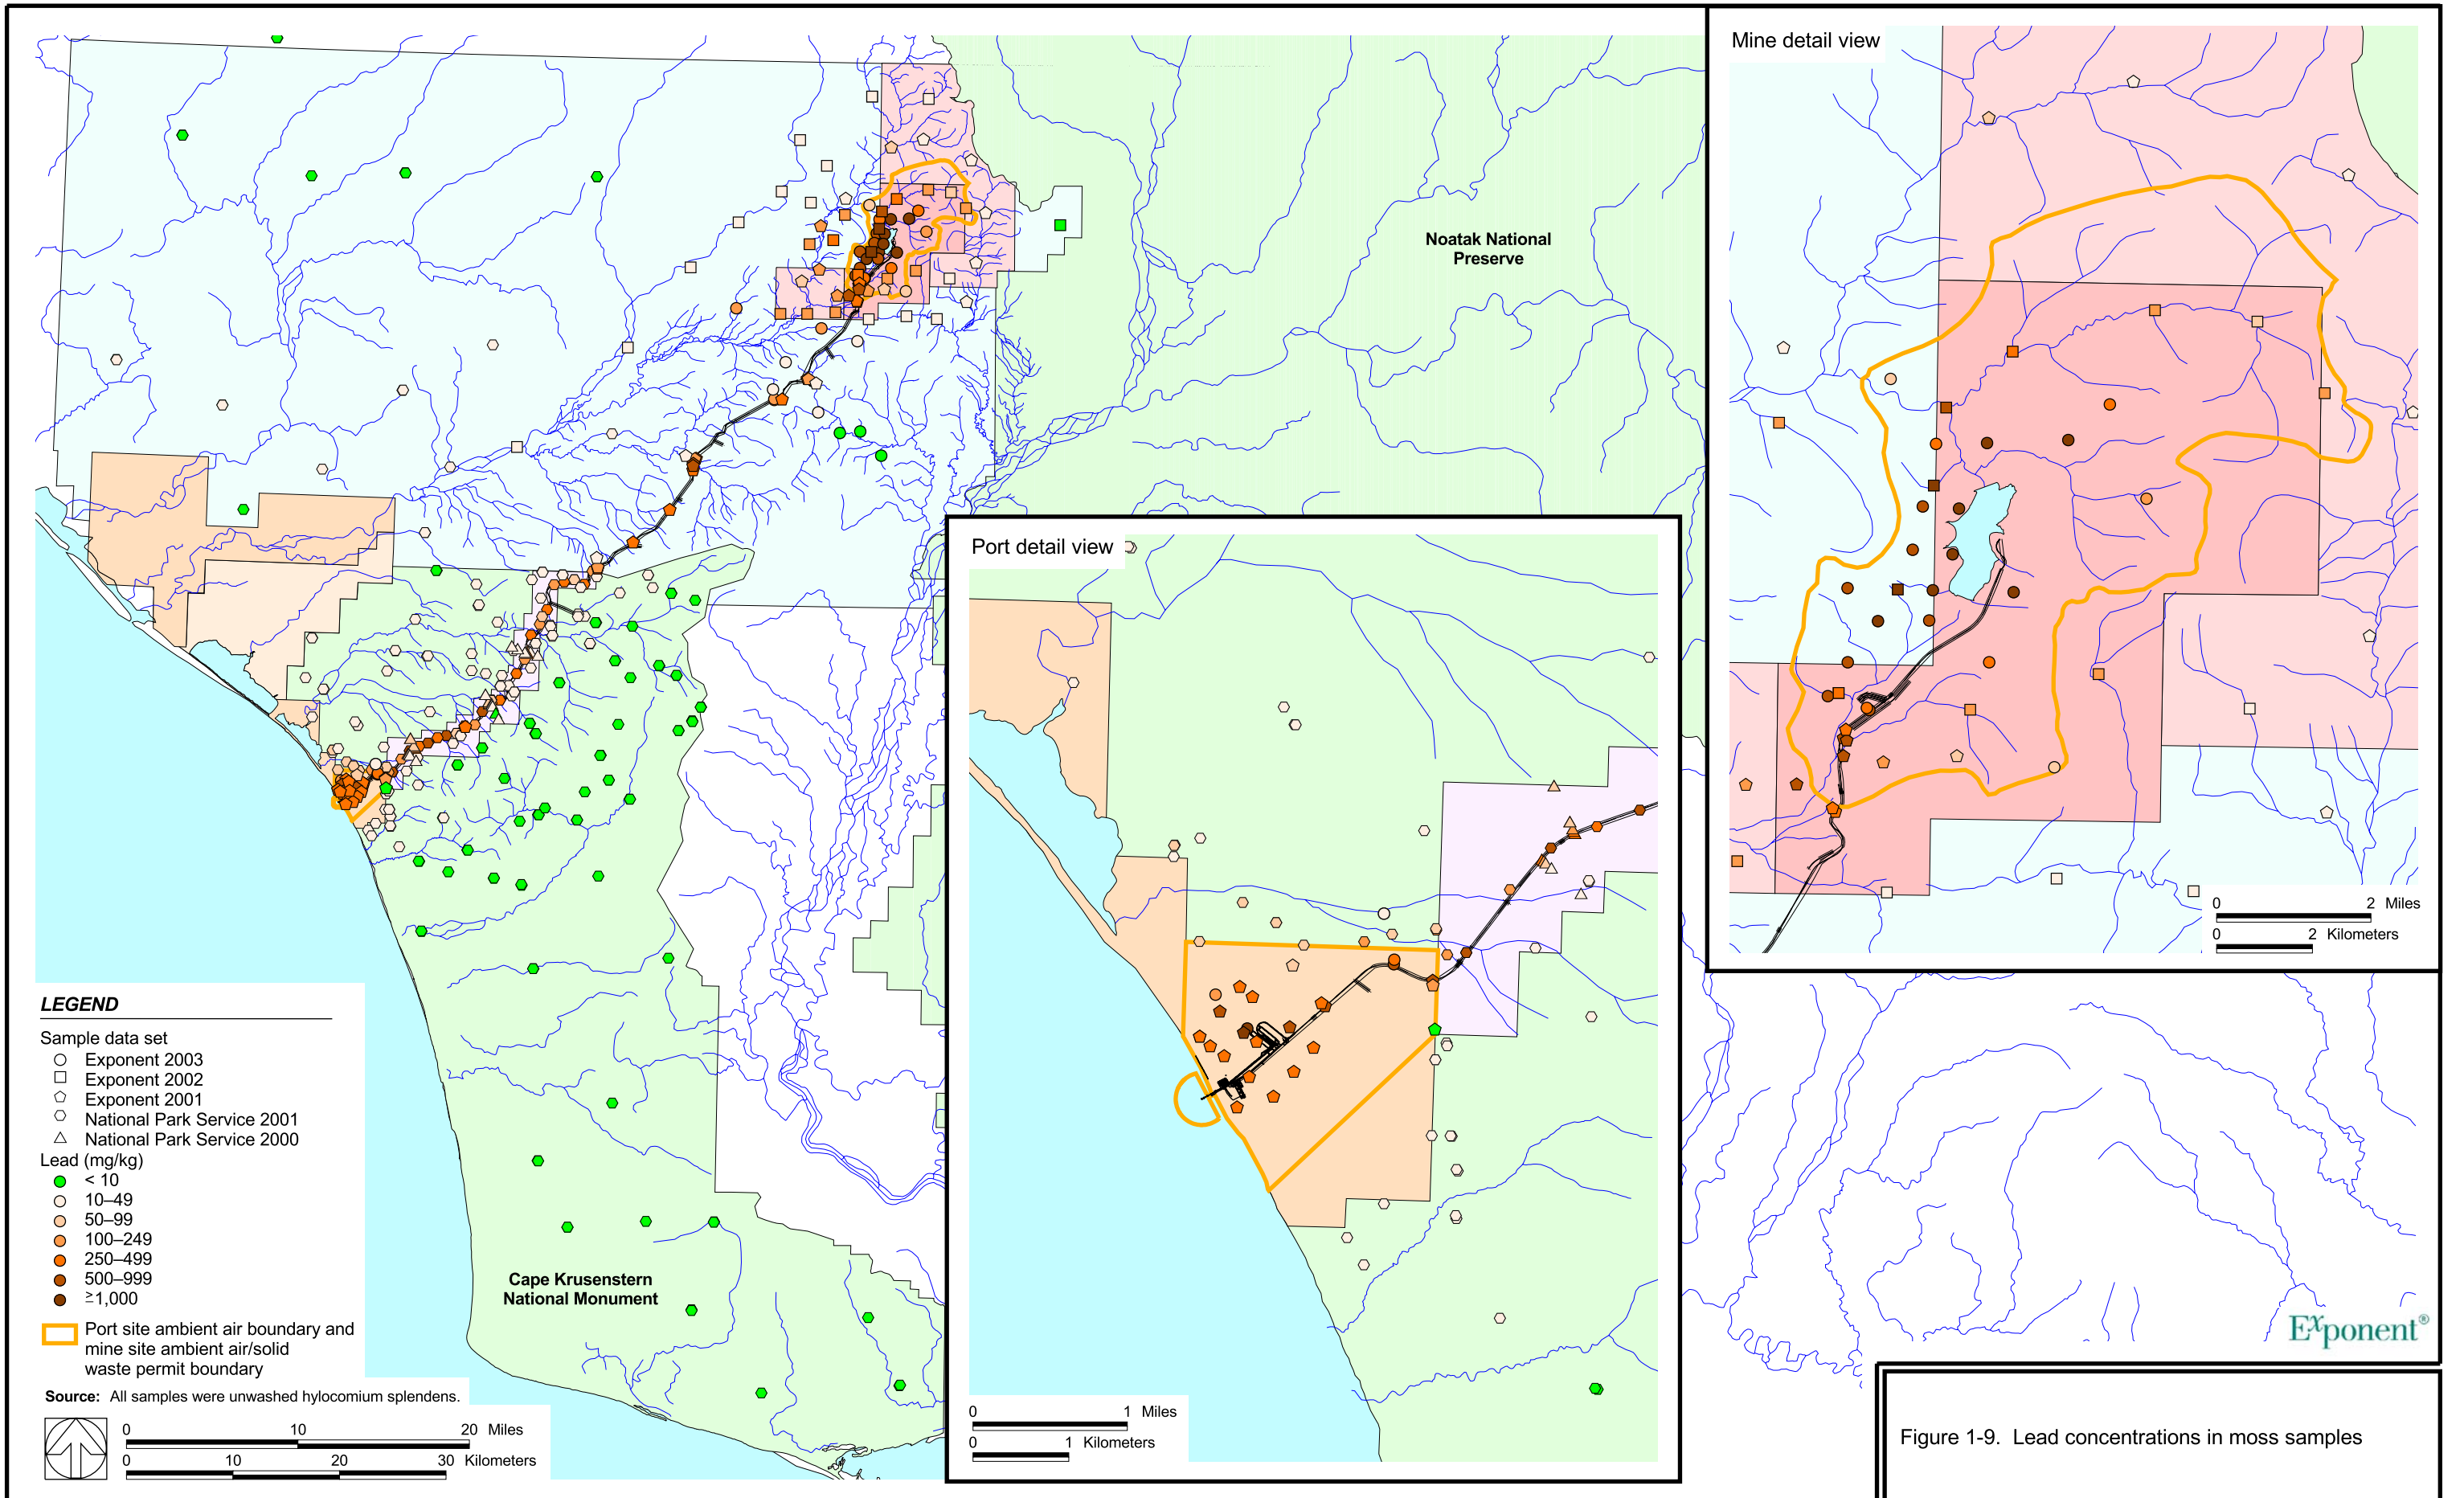 Mine detail view
Noatak National
Preserve
0 2 Miles
0 2 Kilometers
Port detail view
0 1 Miles
0 1 Kilometers
Cape Krusenstern
National Monument
LEGEND
Sample data set
Exponent 2003
Exponent 2002
Exponent 2001
National Park Service 2001
National Park Service 2000
Lead (mg/kg)
< 10
10–49
50–99
100–249
250–499
500–999
≥1,000
Port site ambient air boundary and
mine site ambient air/solid
waste permit boundary
Source: All samples were unwashed hylocomium splendens.
0 10 20 Miles
0 10 20 30 Kilometers
Exponent®
Figure 1-9. Lead concentrations in moss samples